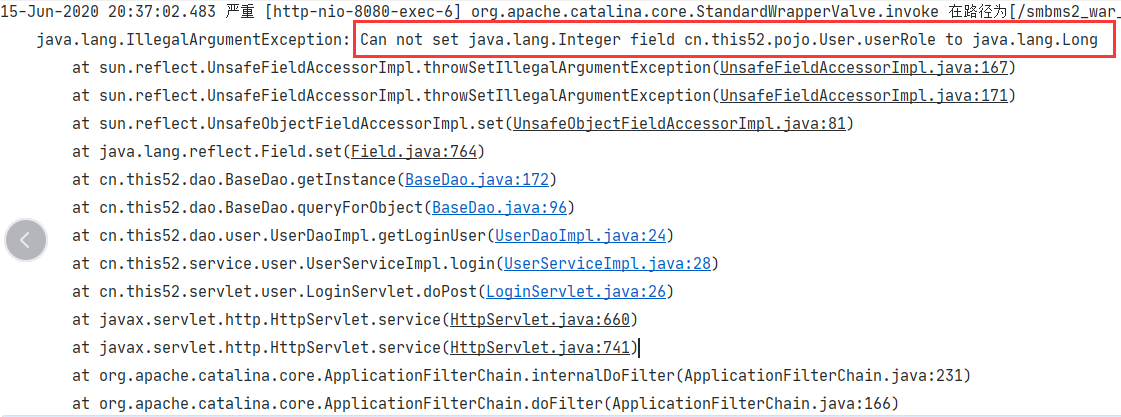 15-Jun-2020 20:37:02.483 严重 [http-nio-8080-exec-6] org.apache.catalina.core.StandardWrapperValve.invoke 在路径为[/smbms2_war_
java.lang.IllegalArgumentException: Can not set java.lang.Integer field cn.this52.pojo.User.userRole to java.lang.Long
at sun.reflect.UnsafeFieldAccessorImpl.throwSetIllegalArgumentException(UnsafeFieldAccessorImpl.java:167)
at sun.reflect.UnsafeFieldAccessorImpl.throwSetIllegalArgumentException(UnsafeFieldAccessorImpl.java:171)
at sun.reflect.UnsafeObjectFieldAccessorImpl.set(UnsafeObjectFieldAccessorImpl.java:81)
at java.lang.reflect.Field.set(Field.java:764)
at cn.this52.dao.BaseDao.getInstance(BaseDao.java:172)
at cn.this52.dao.BaseDao.queryForObject(BaseDao.java:96)
at cn.this52.dao.user.UserDaoImpl.getLoginUser(UserDaoImpl.java:24)
at cn.this52.service.user.UserServiceImpl.login(UserServiceImpl.java:28)
at cn.this52.servlet.user.LoginServlet.doPost(LoginServlet.java:26)
at javax.servlet.http.HttpServlet.service(HttpServlet.java:660)
at javax.servlet.http.HttpServlet.service(HttpServlet.java:741)
at org.apache.catalina.core.ApplicationFilterChain.internalDoFilter(ApplicationFilterChain.java:231)
at org.apache.catalina.core.ApplicationFilterChain.doFilter(ApplicationFilterChain.java:166)